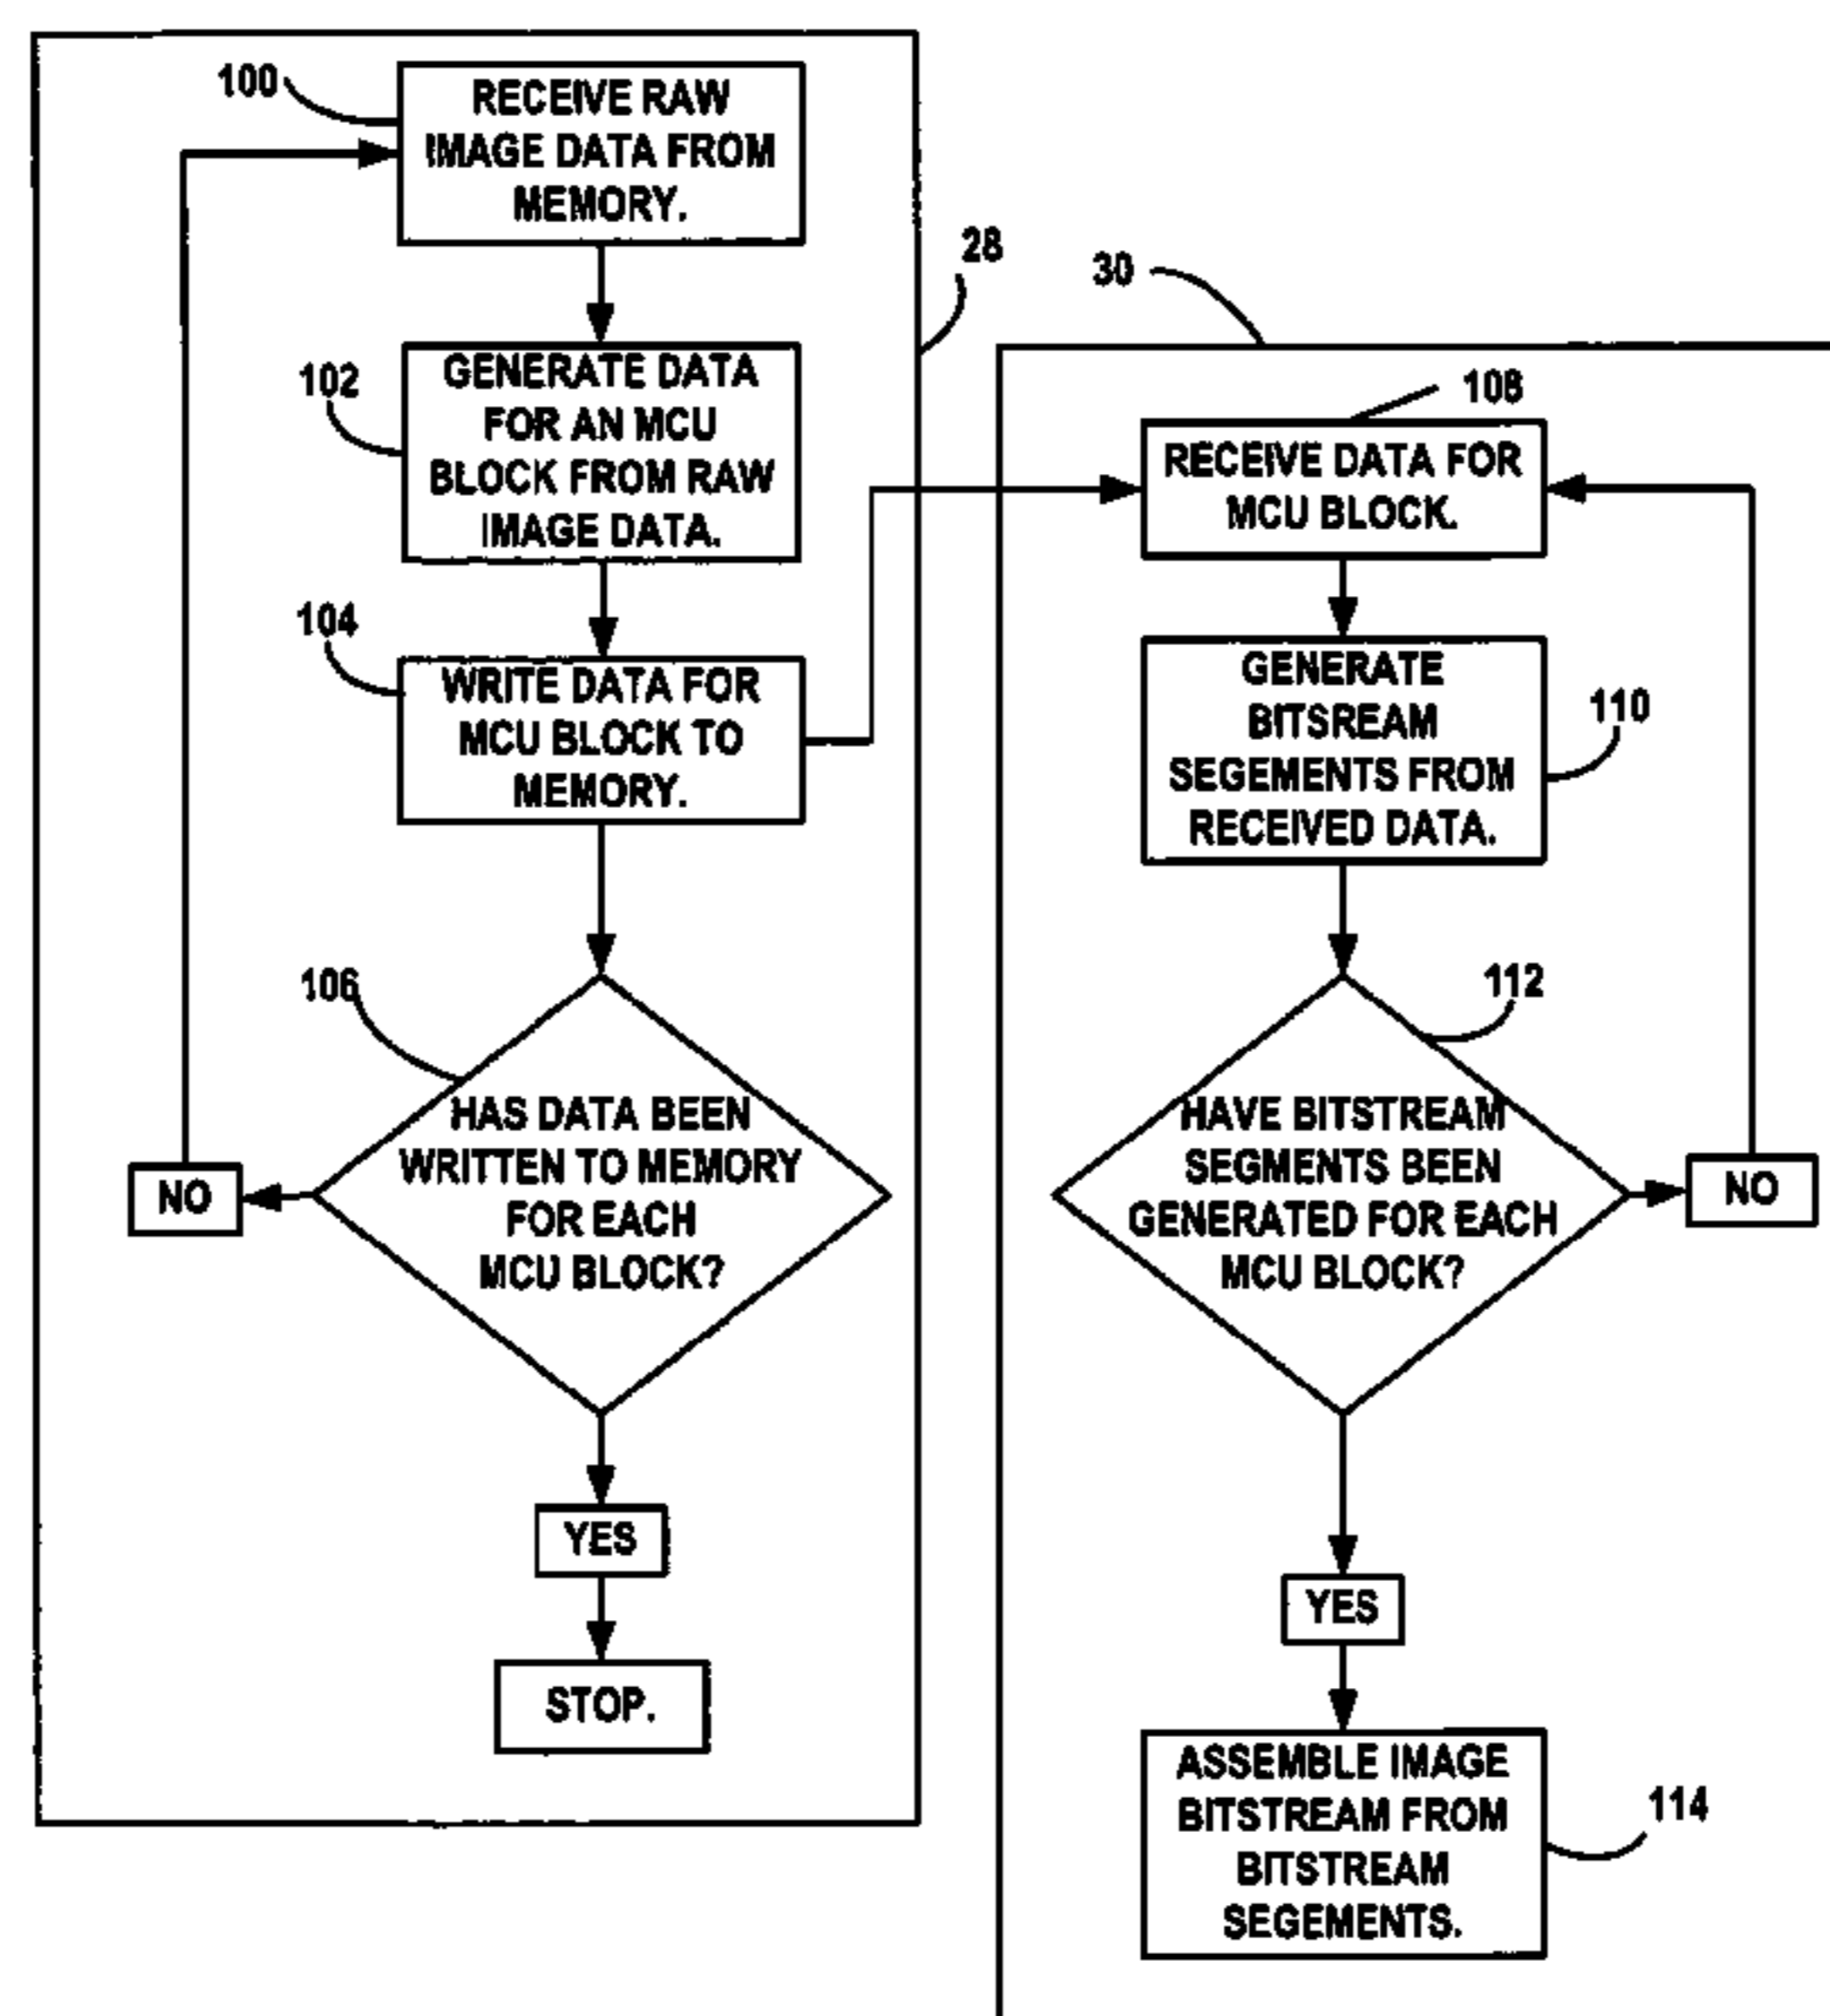 100
RECEIVE RAW
IMAGE DATA FROM
MEMORY.
28
102
GENERATE DATA
FOR AN MCU
BLOCK FROM RAW
IMAGE DATA.
104
WRITE DATA FOR
MCU BLOCK TO
MEMORY.
106
HAS DATA BEEN
WRITTEN TO MEMORY
FOR EACH
MCU BLOCK?
NO
YES
STOP.
30
108
RECEIVE DATA FOR
MCU BLOCK.
GENERATE
BITSREAM
SEGEMENTS FROM
RECEIVED DATA.
110
112
HAVE BITSTREAM
SEGMENTS BEEN
GENERATED FOR EACH
MCU BLOCK?
NO
YES
ASSEMBLE IMAGE
BITSTREAM FROM
BITSTREAM
SEGEMENTS.
114